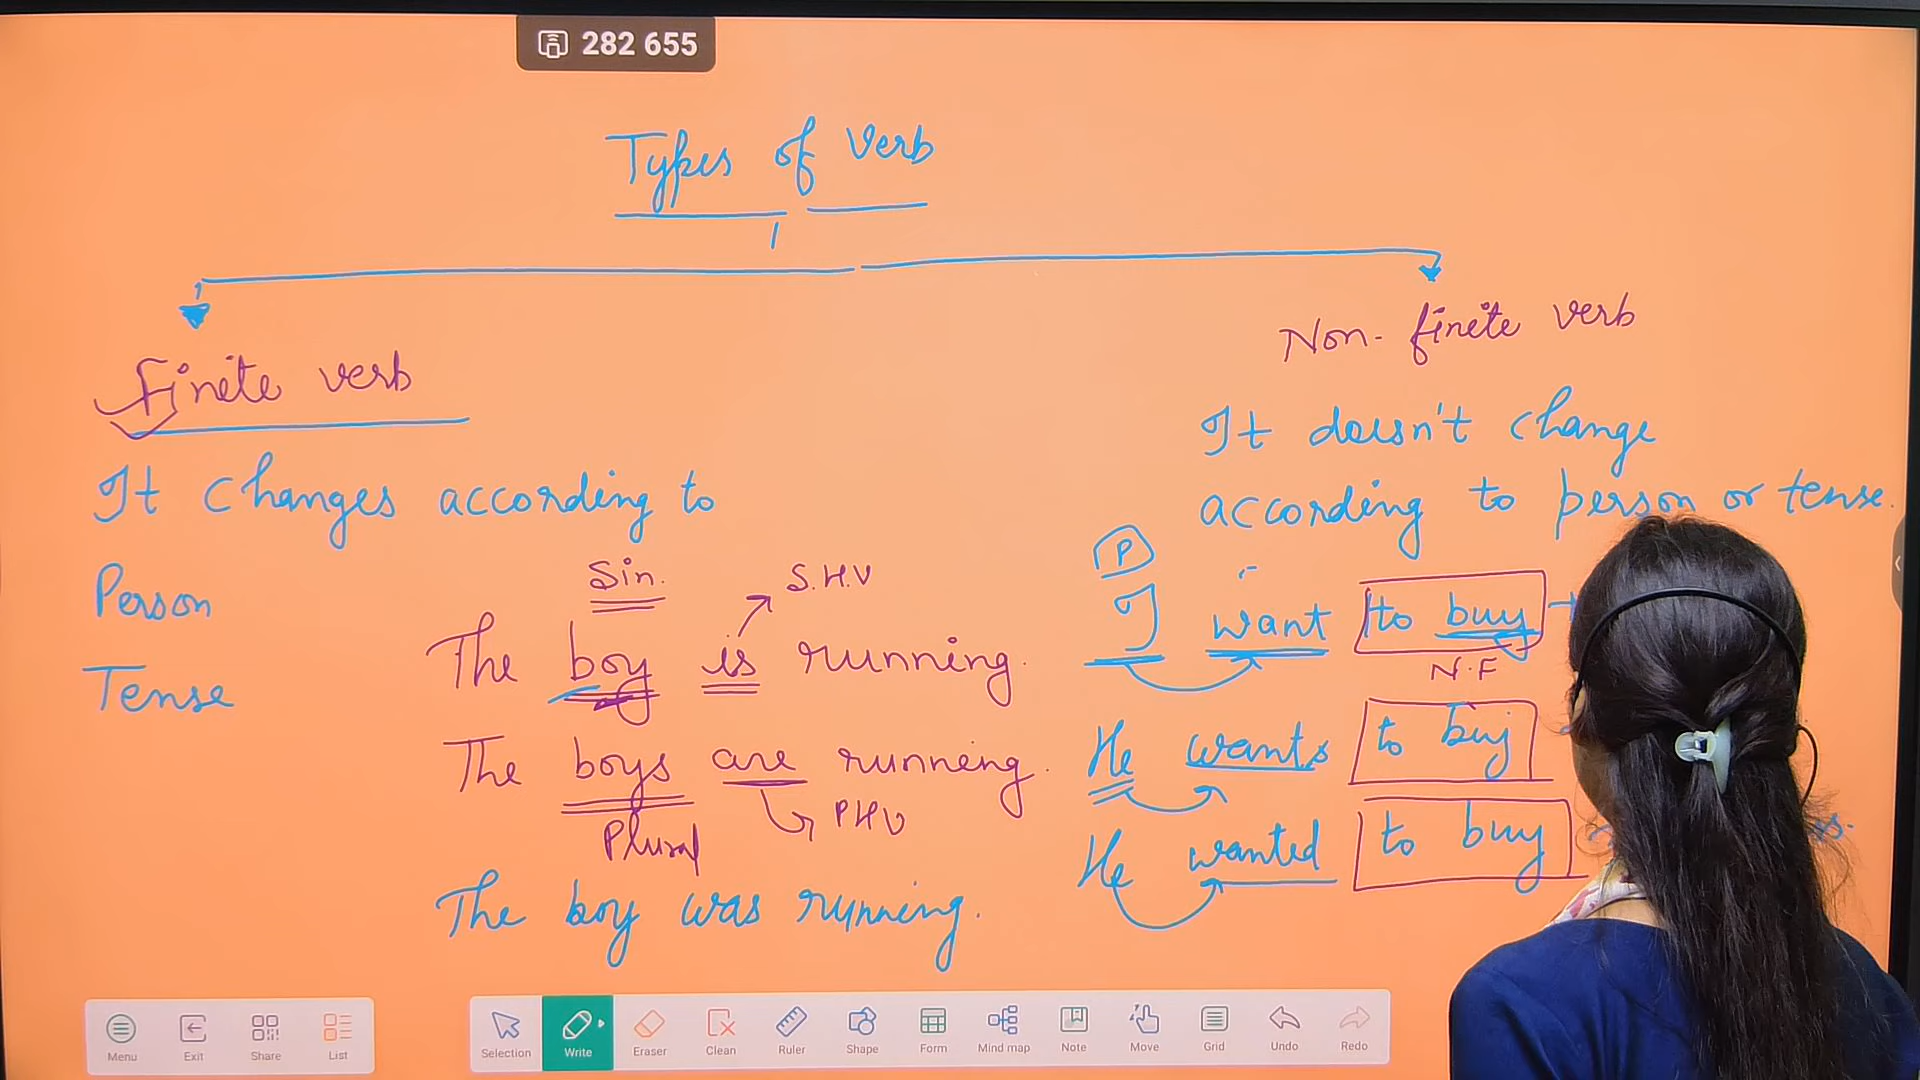 282 655
Types of Verb
Finite verb
It changes according to
Person
Tense
Sin.
S.H.V
The boy is running.
The boys are running.
Plural
PHV
The boy was running.
Non-finite verb
It doesn't change
according to person or tense.
P
I want to buy
N.F
He wants to buy
He wanted to buy
Menu Exit Share List
Selection Write Eraser Clean Ruler Shape Form Mind map Note Move Grid Undo Redo